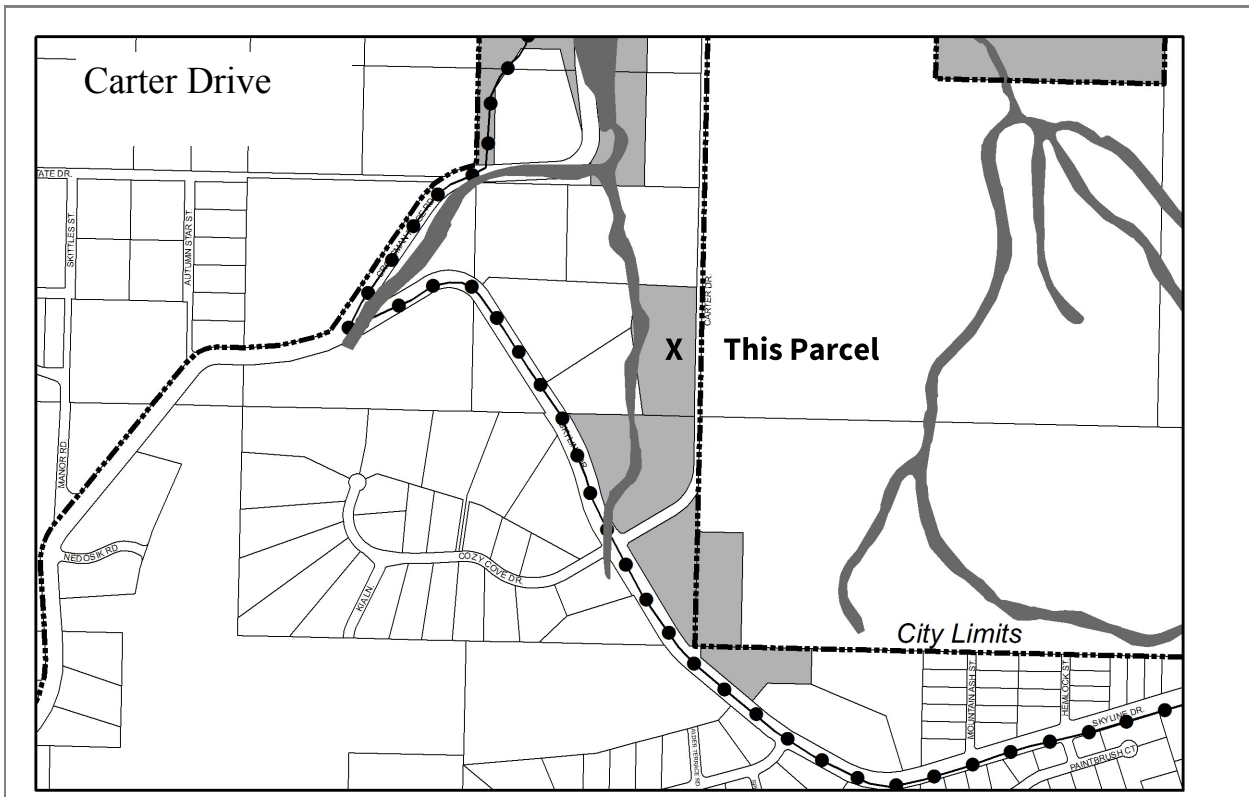 Carter Drive
ATE DR.
SKITTLES ST.
AUTUMN STAR ST.
CARTER DR.
X This Parcel
MANOR RD.
NEDOSIK RD
COZY COVE DR.
KIA LN.
City Limits
MOUNTAIN ASH ST.
HEMLOCK ST.
SKYLINE DR.
PAINTBRUSH CT.